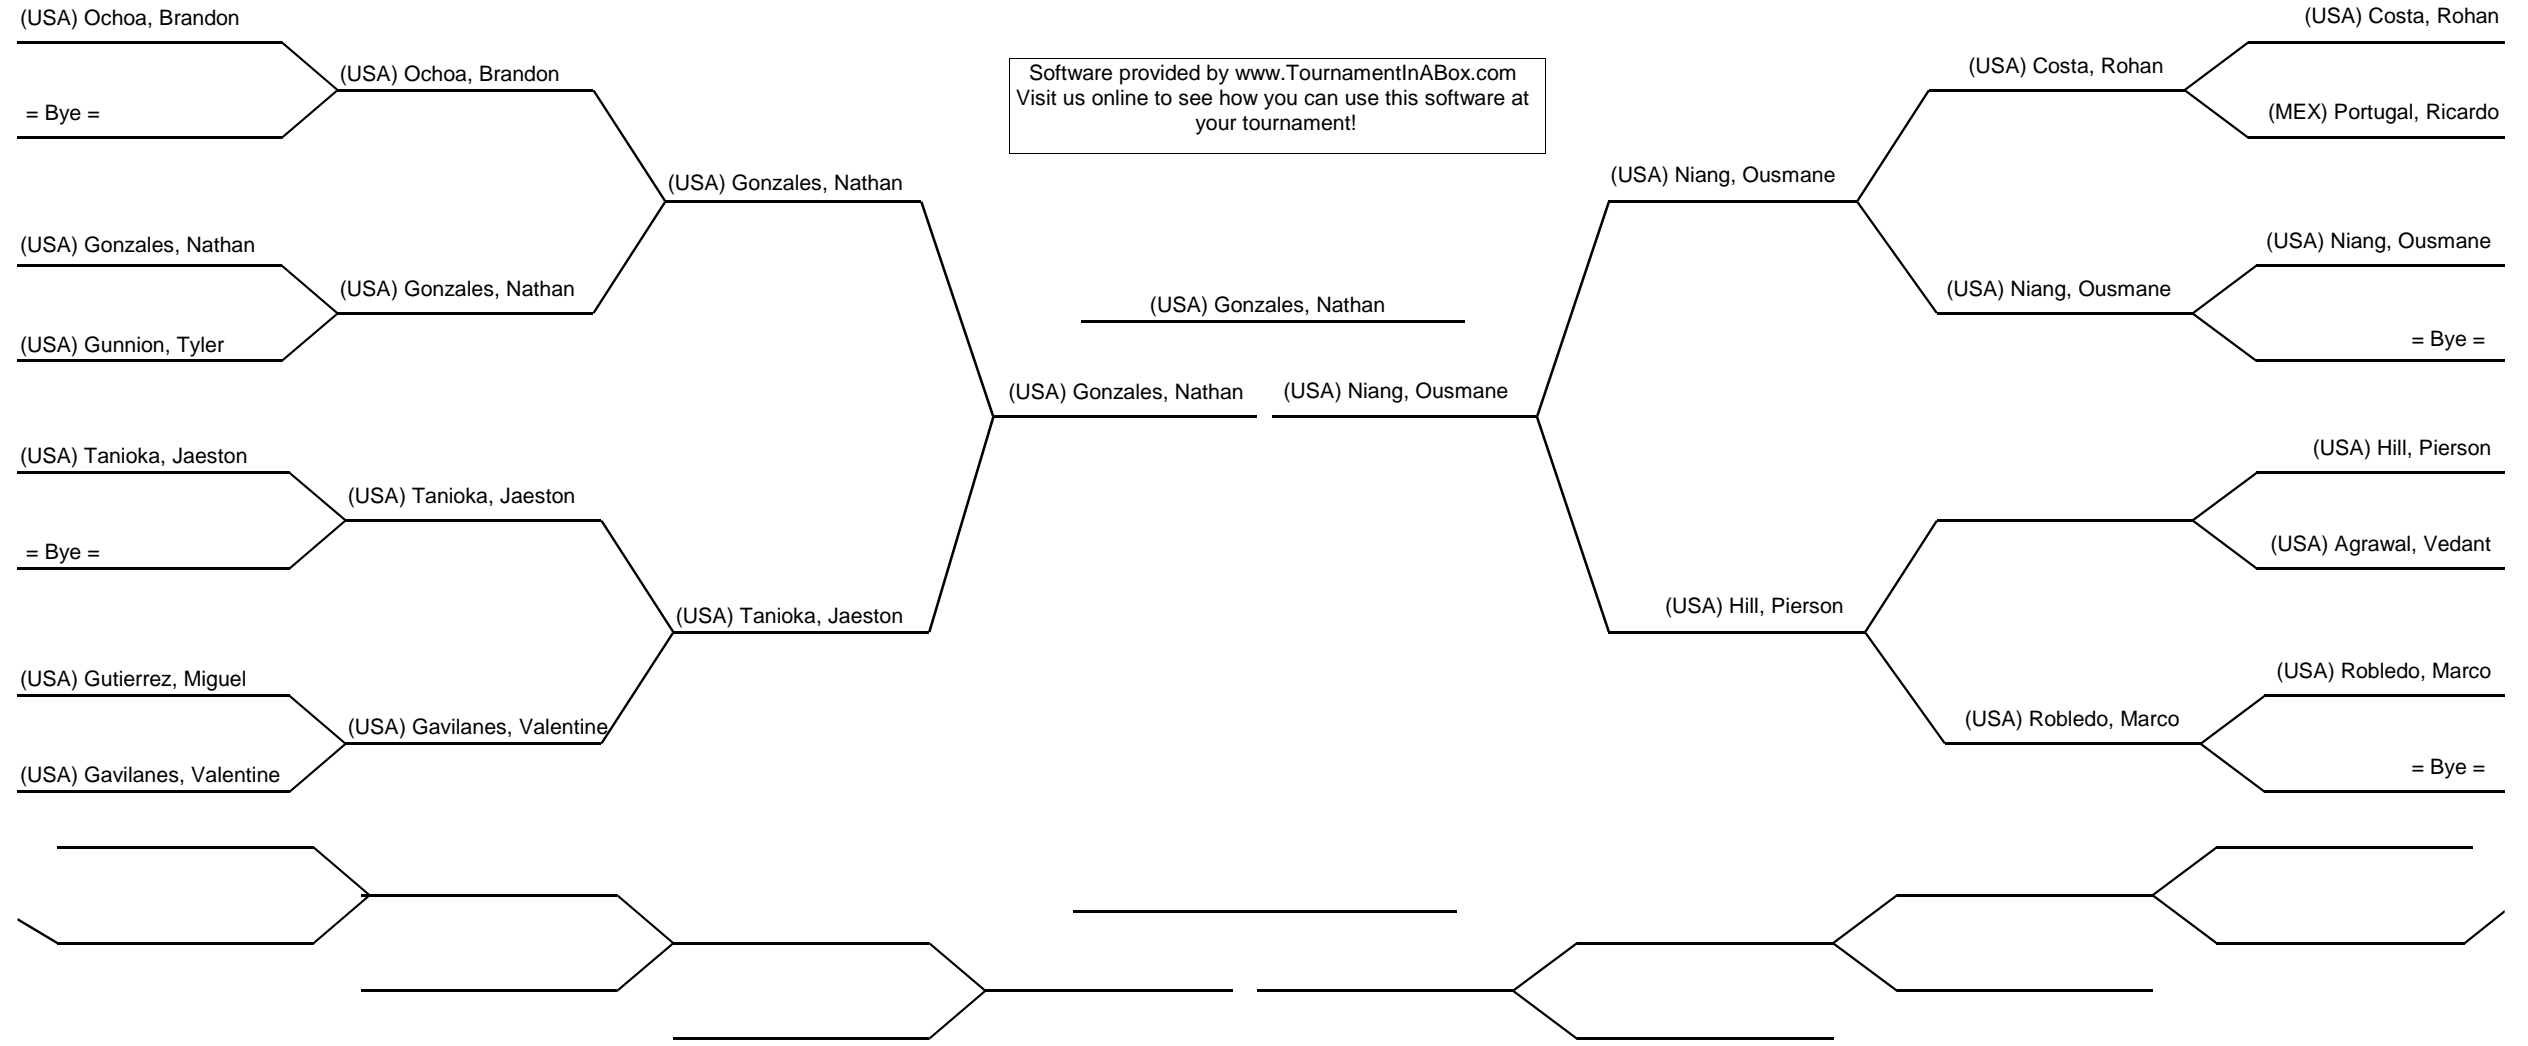 (USA) Ochoa, Brandon
= Bye =
(USA) Gonzales, Nathan
(USA) Gunnion, Tyler
(USA) Tanioka, Jaeston
= Bye =
(USA) Gutierrez, Miguel
(USA) Gavilanes, Valentine
(USA) Ochoa, Brandon
(USA) Gonzales, Nathan
(USA) Tanioka, Jaeston
(USA) Gavilanes, Valentine
(USA) Gonzales, Nathan
(USA) Tanioka, Jaeston
Software provided by www.TournamentInABox.com
Visit us online to see how you can use this software at
your tournament!
(USA) Gonzales, Nathan
(USA) Gonzales, Nathan
(USA) Niang, Ousmane
(USA) Niang, Ousmane
(USA) Hill, Pierson
(USA) Costa, Rohan
(USA) Niang, Ousmane
(USA) Robledo, Marco
(USA) Costa, Rohan
(MEX) Portugal, Ricardo
(USA) Niang, Ousmane
= Bye =
(USA) Hill, Pierson
(USA) Agrawal, Vedant
(USA) Robledo, Marco
= Bye =